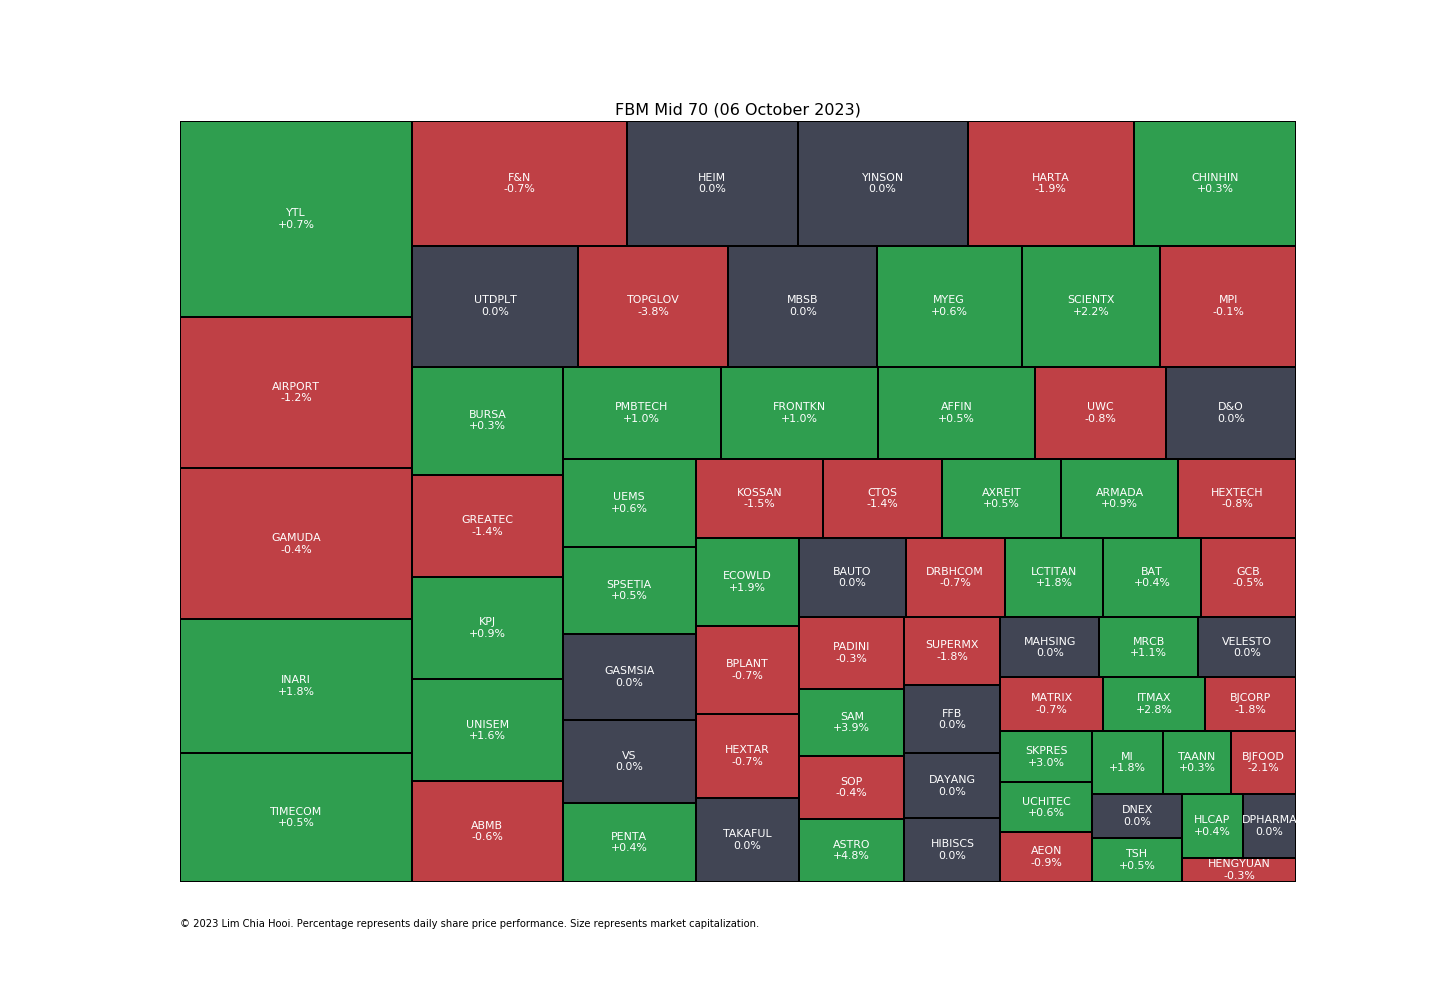 FBM Mid 70 (06 October 2023)
YTL
+0.7%
AIRPORT
-1.2%
GAMUDA
-0.4%
INARI
+1.8%
TIMECOM
+0.5%
F&N
-0.7%
HEIM
0.0%
YINSON
0.0%
HARTA
-1.9%
CHINHIN
+0.3%
UTDPLT
0.0%
TOPGLOV
-3.8%
MBSB
0.0%
MYEG
+0.6%
SCIENTX
+2.2%
MPI
-0.1%
BURSA
+0.3%
GREATEC
-1.4%
KPJ
+0.9%
UNISEM
+1.6%
ABMB
-0.6%
PMBTECH
+1.0%
FRONTKN
+1.0%
AFFIN
+0.5%
UWC
-0.8%
D&O
0.0%
UEMS
+0.6%
SPSETIA
+0.5%
GASMSIA
0.0%
VS
0.0%
PENTA
+0.4%
KOSSAN
-1.5%
CTOS
-1.4%
AXREIT
+0.5%
ARMADA
+0.9%
HEXTECH
-0.8%
ECOWLD
+1.9%
BPLANT
-0.7%
HEXTAR
-0.7%
TAKAFUL
0.0%
BAUTO
0.0%
DRBHCOM
-0.7%
LCTITAN
+1.8%
BAT
+0.4%
GCB
-0.5%
PADINI
-0.3%
SAM
+3.9%
SOP
-0.4%
ASTRO
+4.8%
SUPERMX
-1.8%
FFB
0.0%
DAYANG
0.0%
HIBISCS
0.0%
MAHSING
0.0%
MRCB
+1.1%
VELESTO
0.0%
MATRIX
-0.7%
ITMAX
+2.8%
BJCORP
-1.8%
SKPRES
+3.0%
UCHITEC
+0.6%
AEON
-0.9%
MI
+1.8%
TAANN
+0.3%
BJFOOD
-2.1%
DNEX
0.0%
TSH
+0.5%
HLCAP
+0.4%
DPHARMA
0.0%
HENGYUAN
-0.3%
© 2023 Lim Chia Hooi. Percentage represents daily share price performance. Size represents market capitalization.